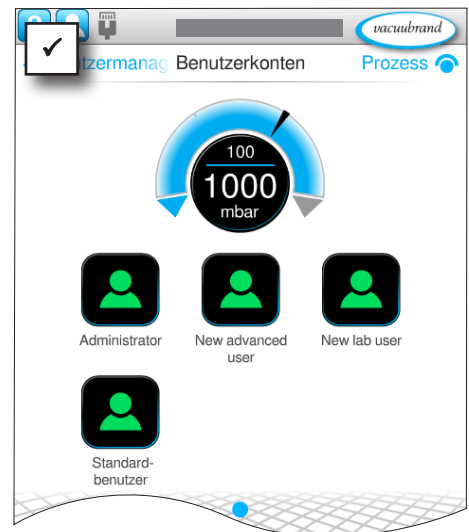 vacuubrand
tzermanag Benutzerkonten Prozess
100
1000
mbar
Administrator
New advanced
user
New lab user
Standard-
benutzer